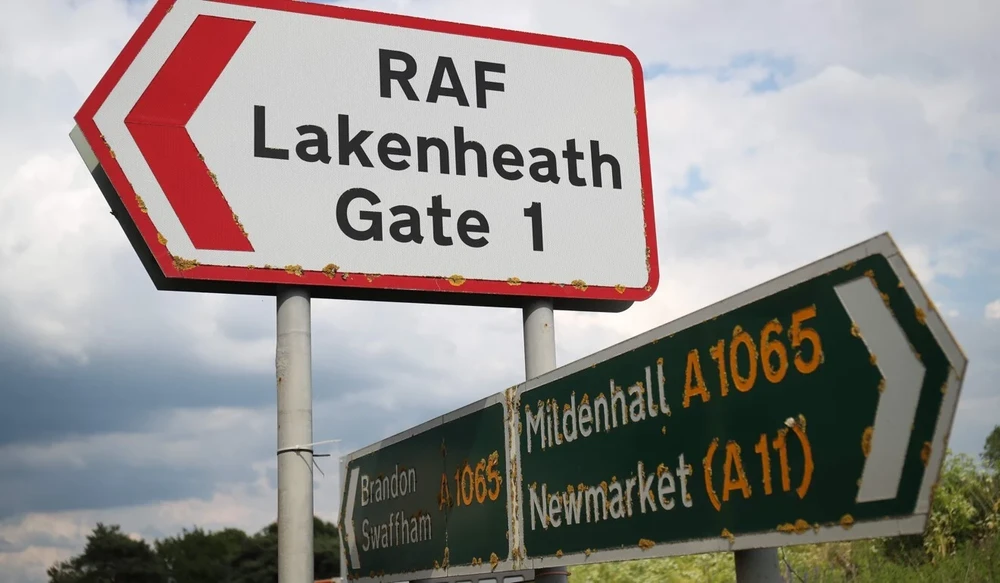 RAF
Lakenheath
Gate 1
Brandon A1065
Swaffham
Mildenhall A1065
Newmarket (A11)